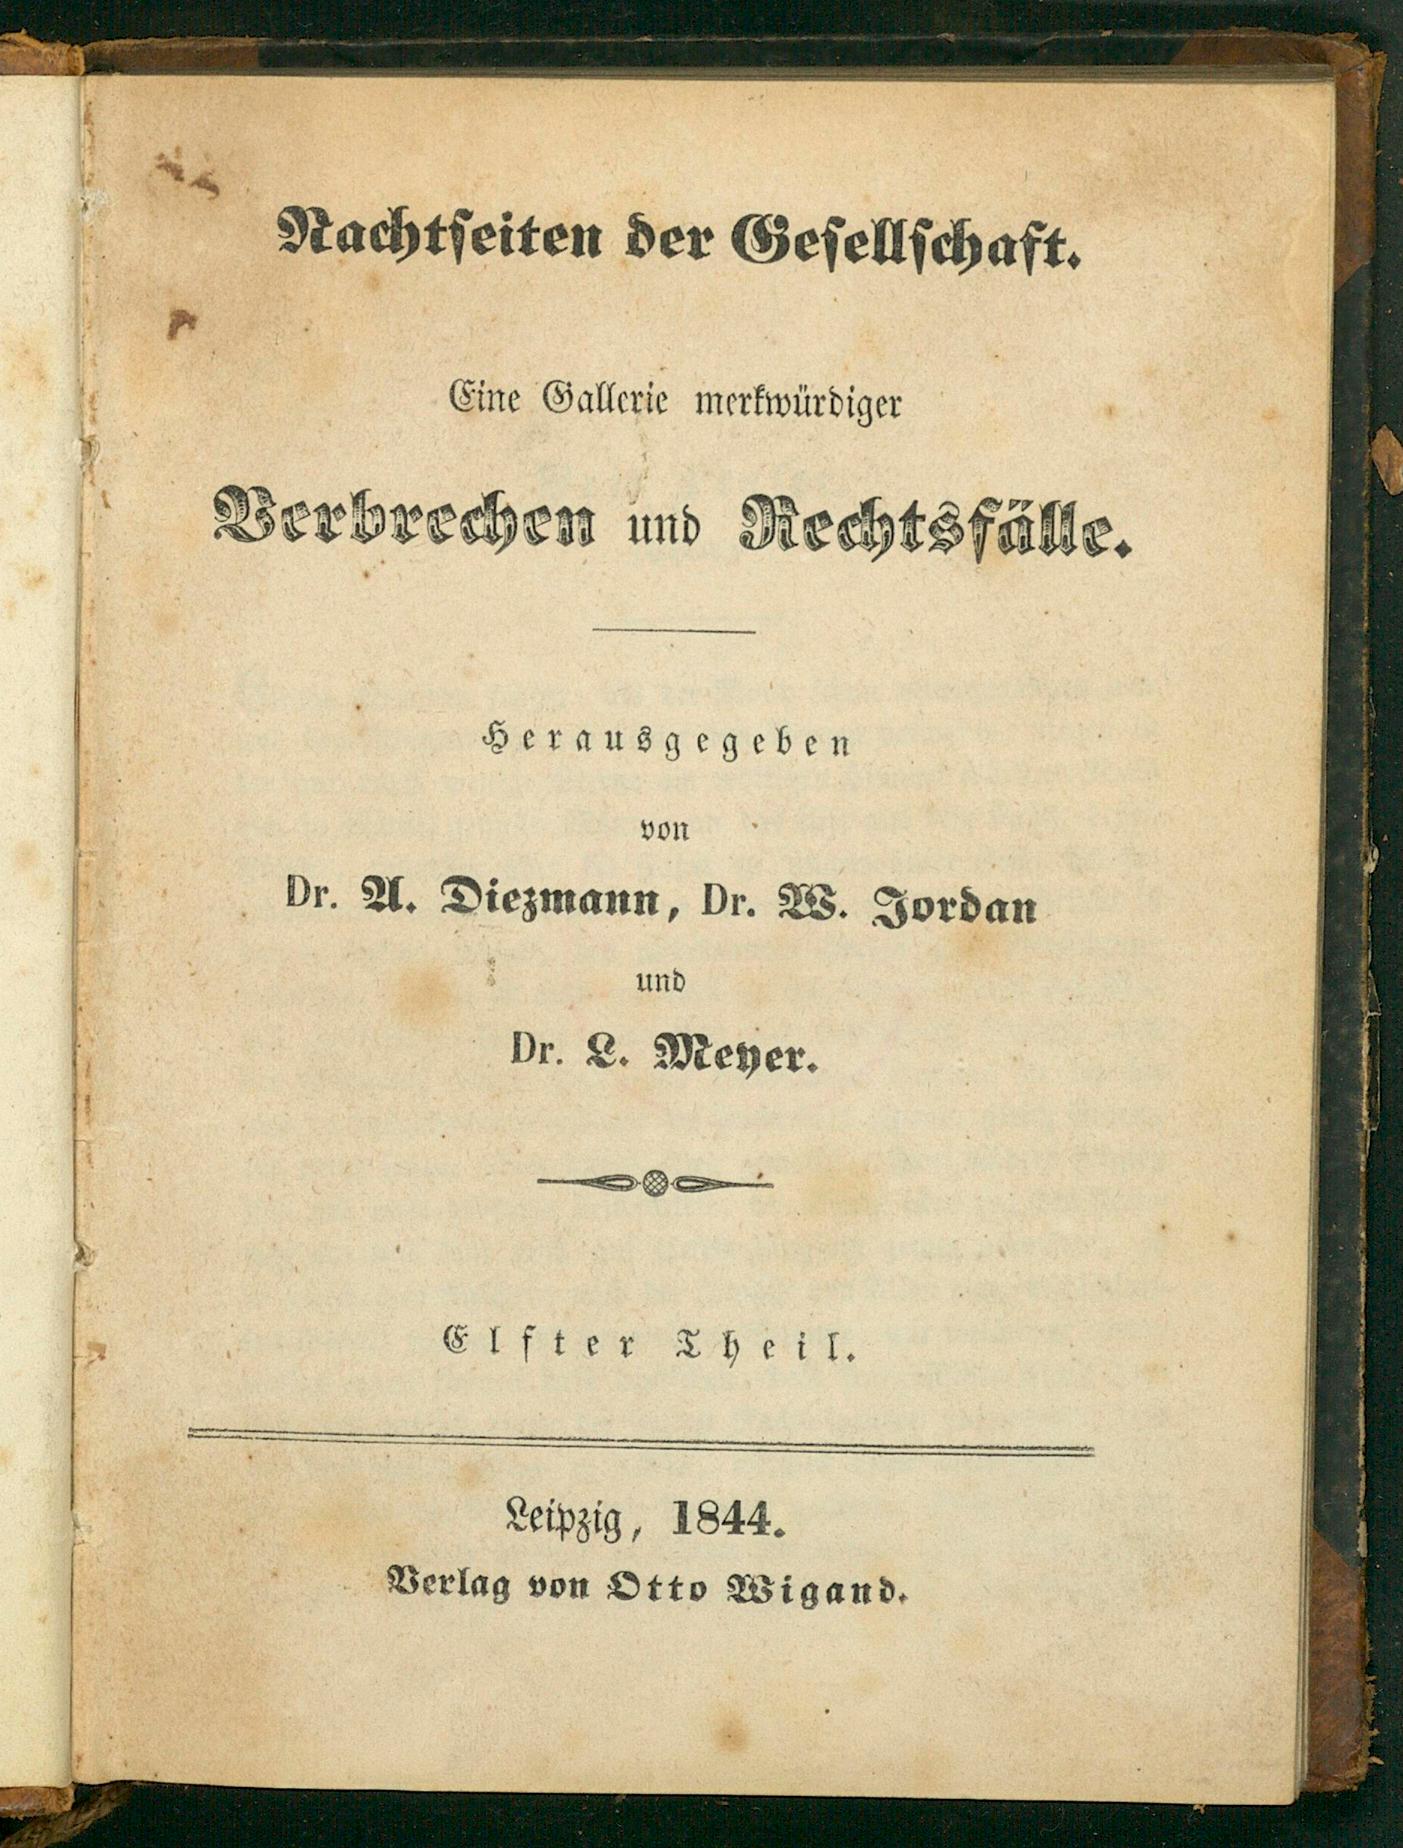 Nachtseiten der Gesellschaft.
Eine Gallerie merkwürdiger
Verbrechen und Rechtsfälle.
Herausgegeben
von
Dr. A. Diezmann, Dr. W. Jordan
und
Dr. L. Meyer.
Elfter Theil.
Leipzig, 1844.
Verlag von Otto Wigand.